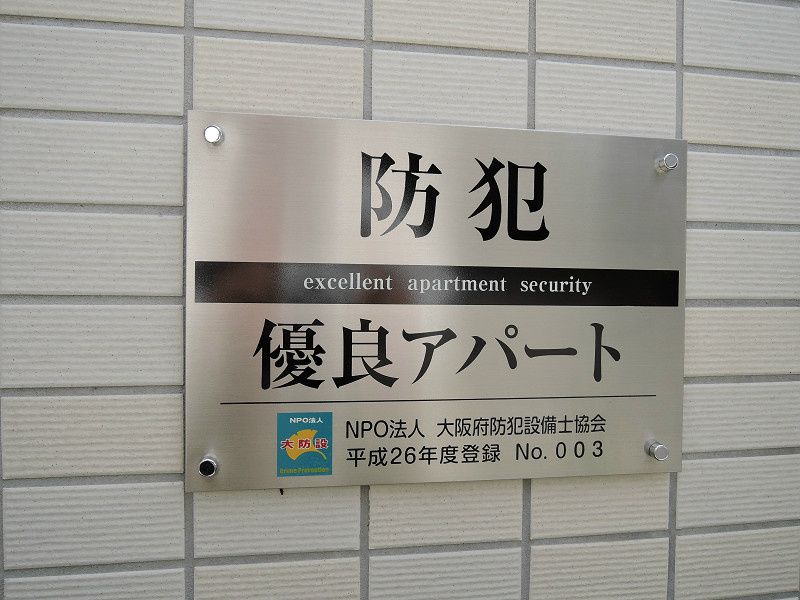 防犯
excellent apartment security
優良アパート
NPO法人
大防設
Crime Prevention
NPO法人 大阪府防犯設備士協会
平成26年度登録 No.003